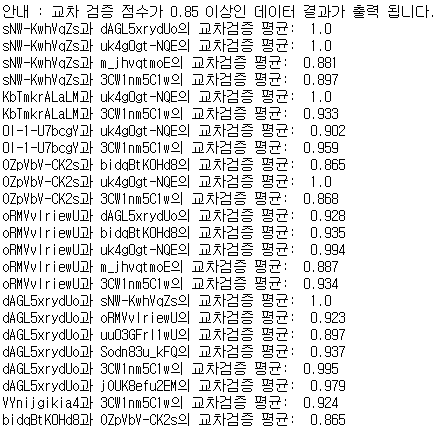 안내 : 교차 검증 점수가 0.85 이상인 데이터 결과가 출력 됩니다.
sNW-KwhVqZs과 dAGL5xrydUo의 교차검증 평균:  1.0
sNW-KwhVqZs과 uk4gOgt-NQE의 교차검증 평균:  1.0
sNW-KwhVqZs과 m_jhvqtmoE의 교차검증 평균:  0.881
sNW-KwhVqZs과 3CW1nm5C1w의 교차검증 평균:  0.897
KbTmkrALaLM과 uk4gOgt-NQE의 교차검증 평균:  1.0
KbTmkrALaLM과 3CW1nm5C1w의 교차검증 평균:  0.933
OI-1-U7bcgY과 uk4gOgt-NQE의 교차검증 평균:  0.902
OI-1-U7bcgY과 3CW1nm5C1w의 교차검증 평균:  0.959
OZpVbV-CK2s과 bidqBtKOHd8의 교차검증 평균:  0.865
OZpVbV-CK2s과 uk4gOgt-NQE의 교차검증 평균:  1.0
OZpVbV-CK2s과 3CW1nm5C1w의 교차검증 평균:  0.868
oRMVvIriewU과 dAGL5xrydUo의 교차검증 평균:  0.928
oRMVvIriewU과 bidqBtKOHd8의 교차검증 평균:  0.935
oRMVvIriewU과 uk4gOgt-NQE의 교차검증 평균:  0.994
oRMVvIriewU과 m_jhvqtmoE의 교차검증 평균:  0.887
oRMVvIriewU과 3CW1nm5C1w의 교차검증 평균:  0.934
dAGL5xrydUo과 sNW-KwhVqZs의 교차검증 평균:  1.0
dAGL5xrydUo과 oRMVvIriewU의 교차검증 평균:  0.923
dAGL5xrydUo과 uuO3GFrI1wU의 교차검증 평균:  0.897
dAGL5xrydUo과 Sodn83u_kFQ의 교차검증 평균:  0.937
dAGL5xrydUo과 3CW1nm5C1w의 교차검증 평균:  0.995
dAGL5xrydUo과 jOUK8efu2EM의 교차검증 평균:  0.979
VYnijgikia4과 3CW1nm5C1w의 교차검증 평균:  0.924
bidqBtKOHd8과 OZpVbV-CK2s의 교차검증 평균:  0.865